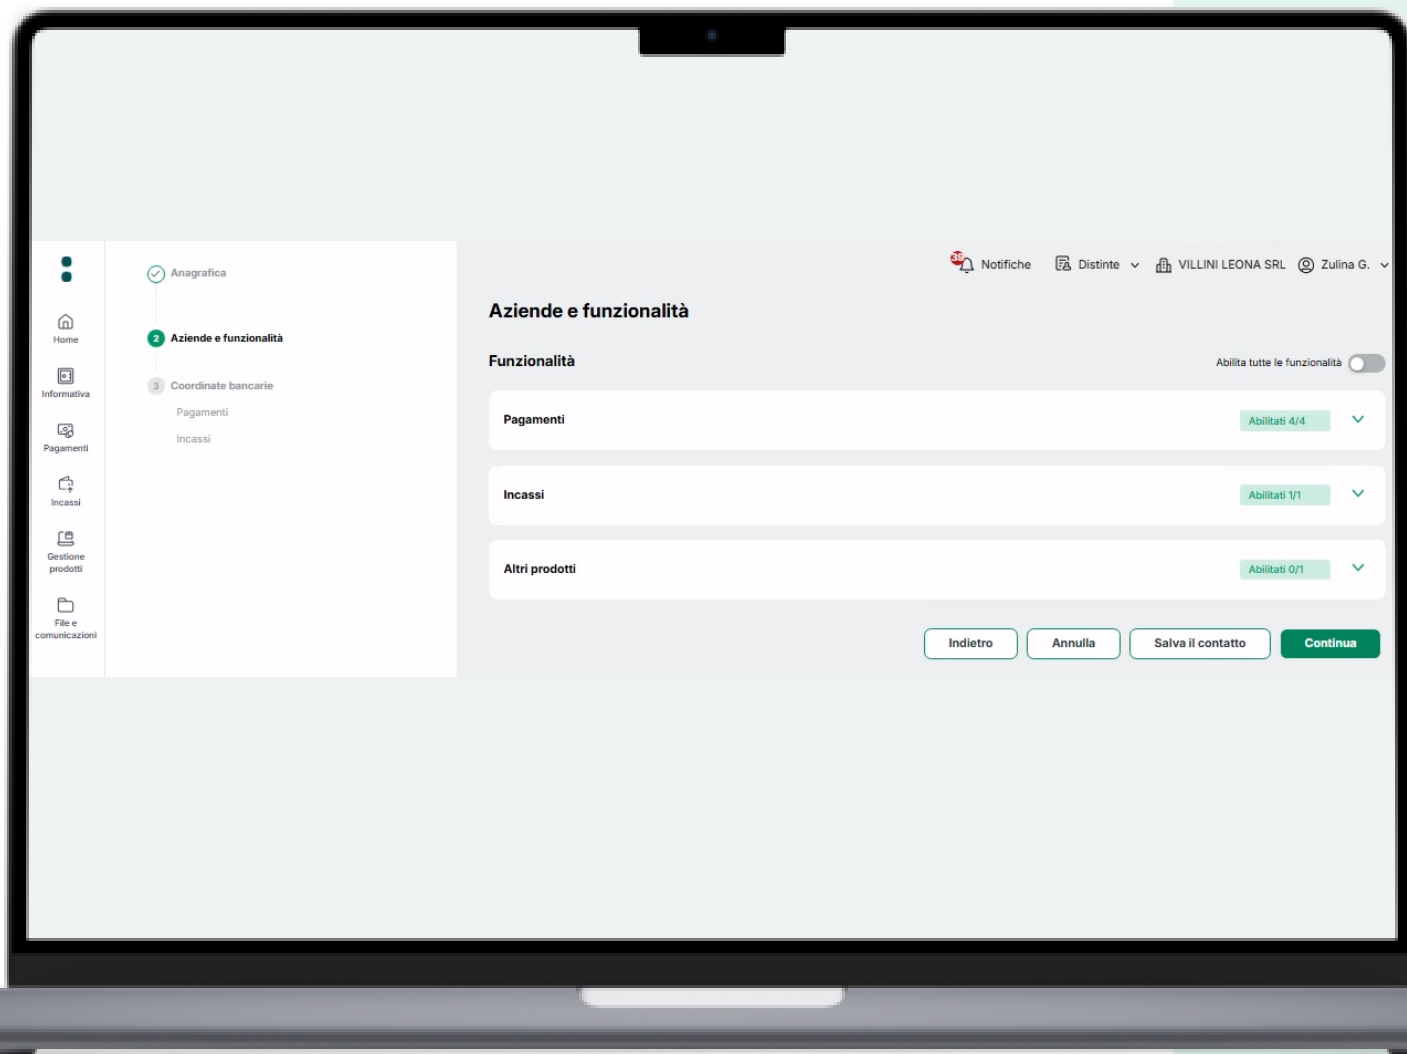 Home
Informativa
Pagamenti
Incassi
Gestione
prodotti
File e
comunicazioni
Anagrafica
2 Aziende e funzionalità
3 Coordinate bancarie
Pagamenti
Incassi
39 Notifiche Distinte VILLINI LEONA SRL Zulina G.
Aziende e funzionalità
Funzionalità Abilita tutte le funzionalità
Pagamenti Abilitati 4/4
Incassi Abilitati 1/1
Altri prodotti Abilitati 0/1
Indietro Annulla Salva il contatto Continua